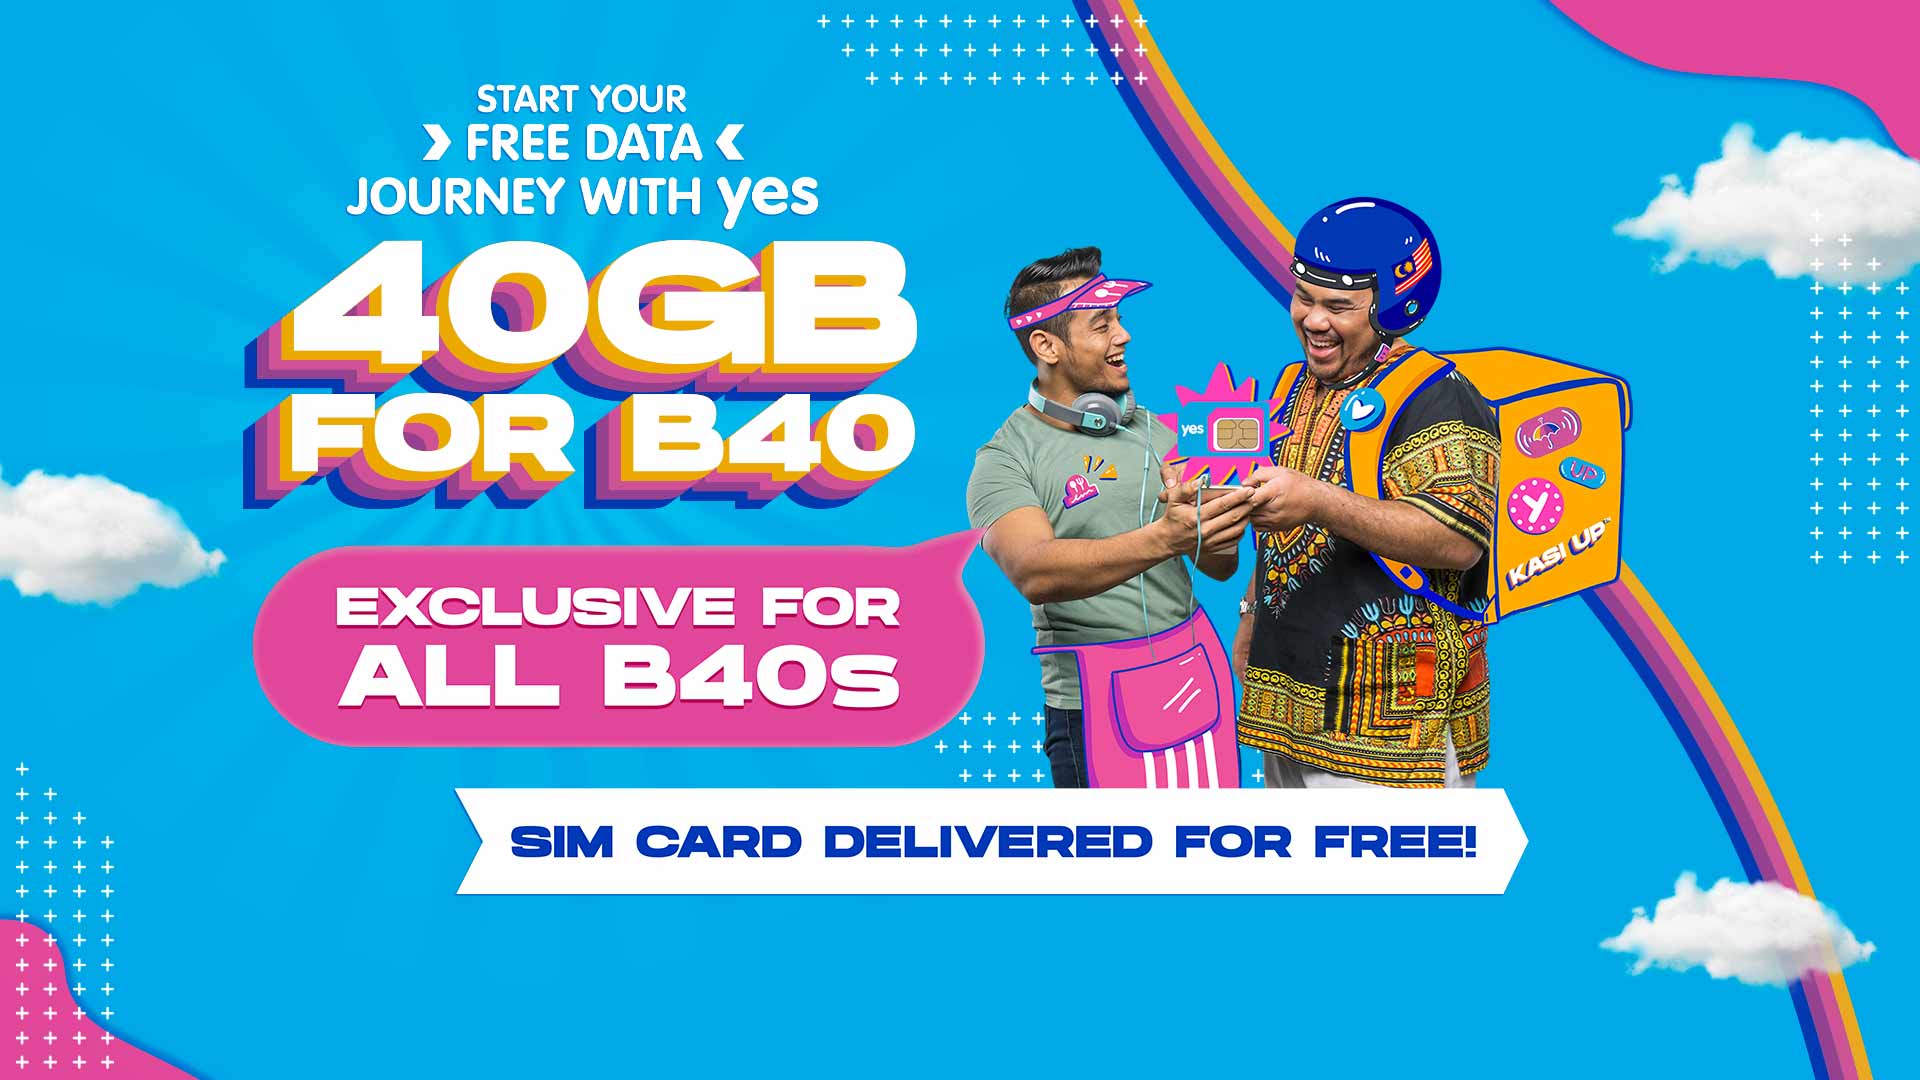 START YOUR
FREE DATA
JOURNEY WITH yes
40GB
FOR B40
EXCLUSIVE FOR
ALL B40s
yes
UP
Y
KASI UP™
SIM CARD DELIVERED FOR FREE!